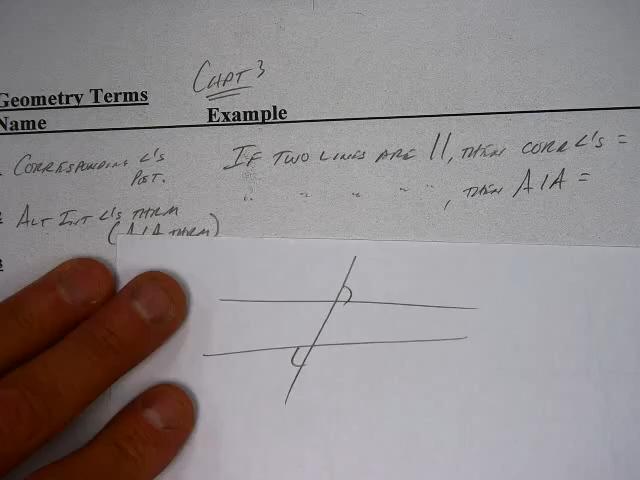 CHPT 3
Geometry Terms
Name Example
CORRESPONDING ∠'S POST. IF TWO LINES ARE ||, THEN CORR ∠'S =
" " " " " , THEN AIA =
ALT INT ∠'S THRM
(AIA THRM)